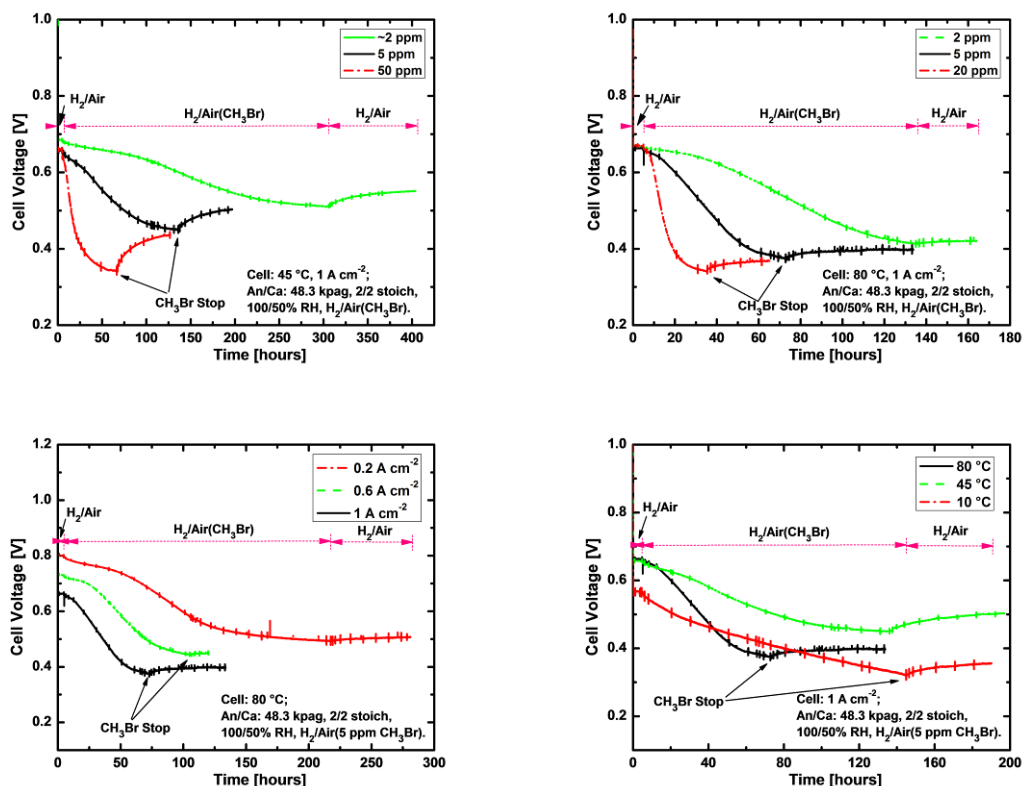 ~2 ppm
5 ppm
50 ppm
H₂/Air
H₂/Air(CH₃Br)
H₂/Air
CH₃Br Stop
Cell: 45 °C, 1 A cm⁻²;
An/Ca: 48.3 kpag, 2/2 stoich,
100/50% RH, H₂/Air(CH₃Br).
Cell Voltage [V]
1.0
0.8
0.6
0.4
0.2
0 50 100 150 200 250 300 350 400
Time [hours]
2 ppm
5 ppm
20 ppm
H₂/Air
H₂/Air(CH₃Br)
H₂/Air
CH₃Br Stop
Cell: 80 °C, 1 A cm⁻²;
An/Ca: 48.3 kpag, 2/2 stoich,
100/50% RH, H₂/Air(CH₃Br).
Cell Voltage [V]
1.0
0.8
0.6
0.4
0.2
0 20 40 60 80 100 120 140 160 180
Time [hours]
0.2 A cm⁻²
0.6 A cm⁻²
1 A cm⁻²
H₂/Air
H₂/Air(CH₃Br)
H₂/Air
CH₃Br Stop
Cell: 80 °C;
An/Ca: 48.3 kpag, 2/2 stoich,
100/50% RH, H₂/Air(5 ppm CH₃Br).
Cell Voltage [V]
1.2
1.0
0.8
0.6
0.4
0.2
0 50 100 150 200 250 300
Time [hours]
80 °C
45 °C
10 °C
H₂/Air
H₂/Air(CH₃Br)
H₂/Air
CH₃Br Stop
Cell: 1 A cm⁻²;
An/Ca: 48.3 kpag, 2/2 stoich,
100/50% RH, H₂/Air(5 ppm CH₃Br).
Cell Voltage [V]
1.0
0.8
0.6
0.4
0.2
0 40 80 120 160 200
Time [hours]